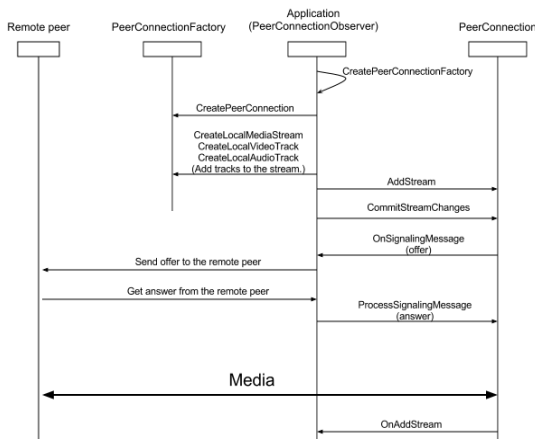 Remote peer
PeerConnectionFactory
Application
(PeerConnectionObserver)
PeerConnection
CreatePeerConnectionFactory
CreatePeerConnection
CreateLocalMediaStream
CreateLocalVideoTrack
CreateLocalAudioTrack
(Add tracks to the stream.)
AddStream
CommitStreamChanges
OnSignalingMessage
(offer)
Send offer to the remote peer
Get answer from the remote peer
ProcessSignalingMessage
(answer)
Media
OnAddStream